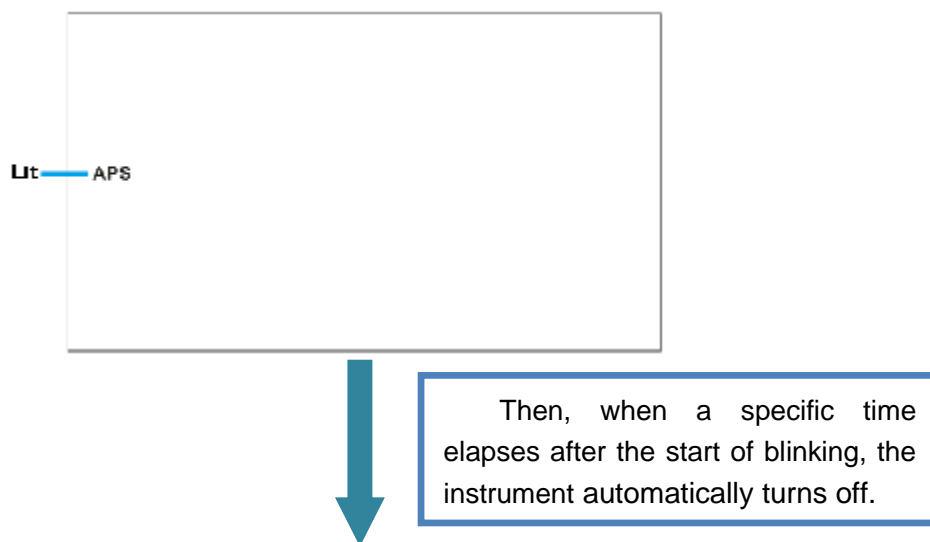 Lit APS
Then, when a specific time
elapses after the start of blinking, the
instrument automatically turns off.